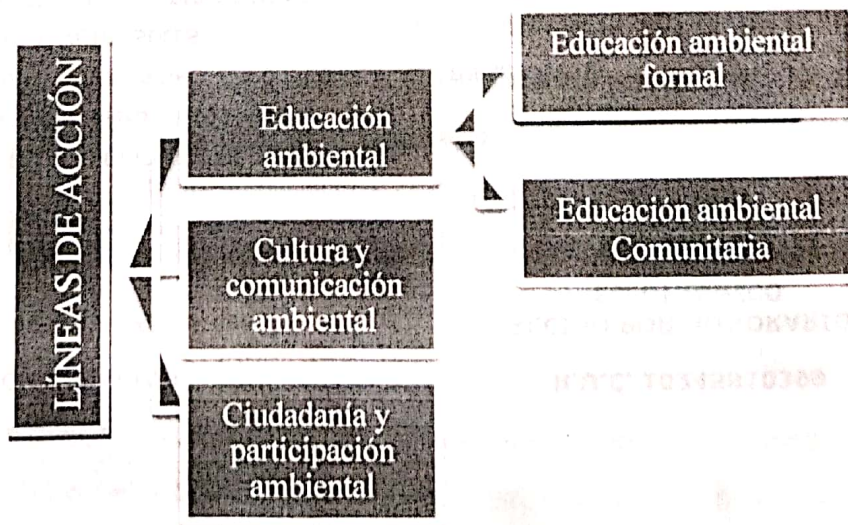 LÍNEAS DE ACCIÓN
Educación
ambiental
Cultura y
comunicación
ambiental
Ciudadanía y
participación
ambiental
Educación ambiental
formal
Educación ambiental
Comunitaria